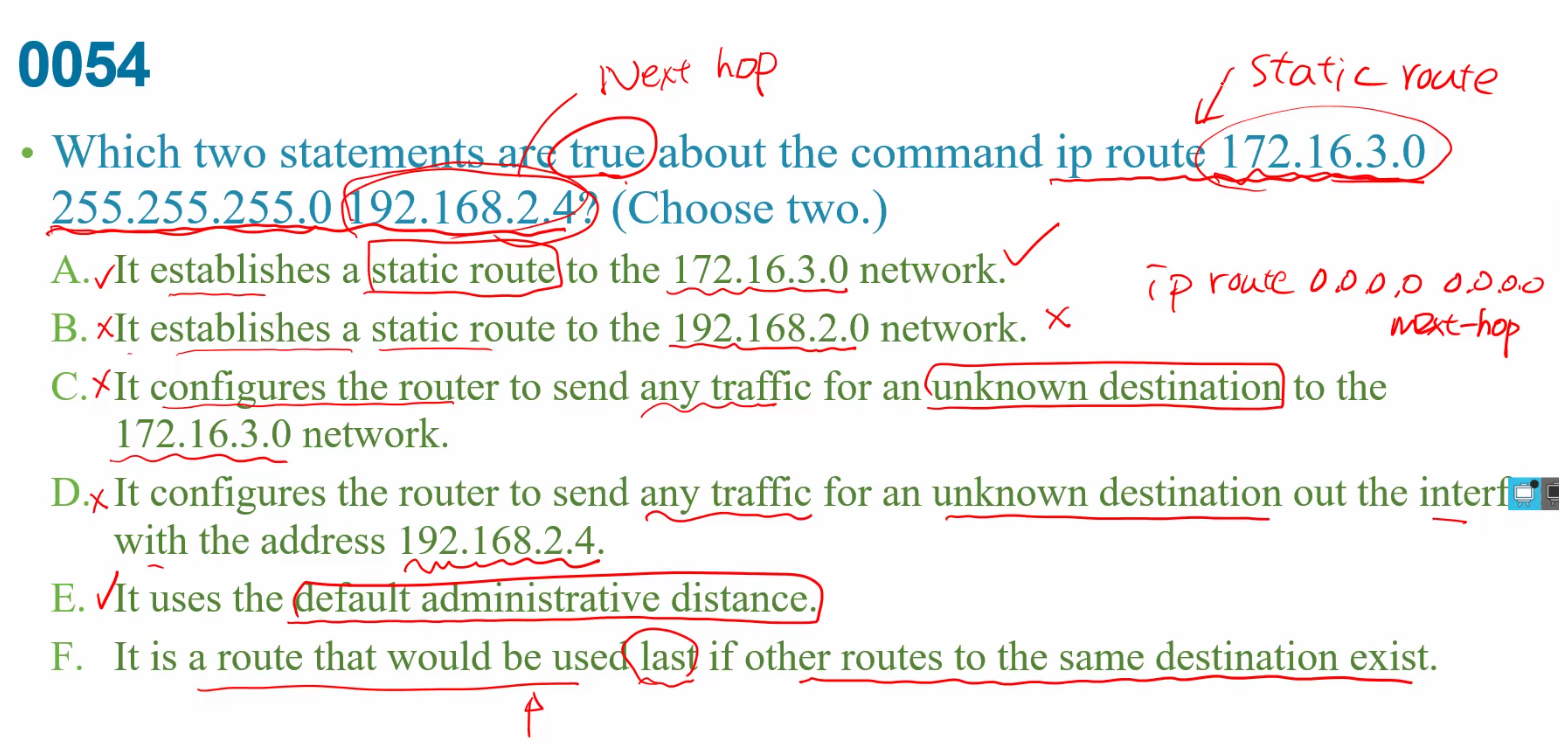 0054
Next hop
static route
• Which two statements are true about the command ip route 172.16.3.0
255.255.255.0 192.168.2.4? (Choose two.)
A. ✓It establishes a static route to the 172.16.3.0 network. ✓
ip route 0.0.0.0 0.0.0.0
next-hop
B. ×It establishes a static route to the 192.168.2.0 network. ×
C. ×It configures the router to send any traffic for an unknown destination to the
172.16.3.0 network.
D. ×It configures the router to send any traffic for an unknown destination out the interf
with the address 192.168.2.4.
E. ✓It uses the default administrative distance.
F. It is a route that would be used last if other routes to the same destination exist.